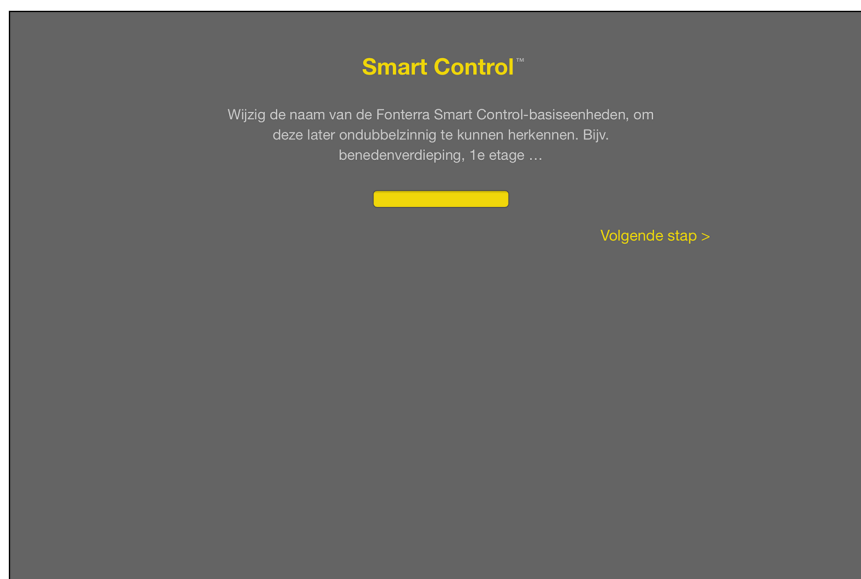 Smart Control™
Wijzig de naam van de Fonterra Smart Control-basiseenheden, om
deze later ondubbelzinnig te kunnen herkennen. Bijv.
benedenverdieping, 1e etage …
Volgende stap >